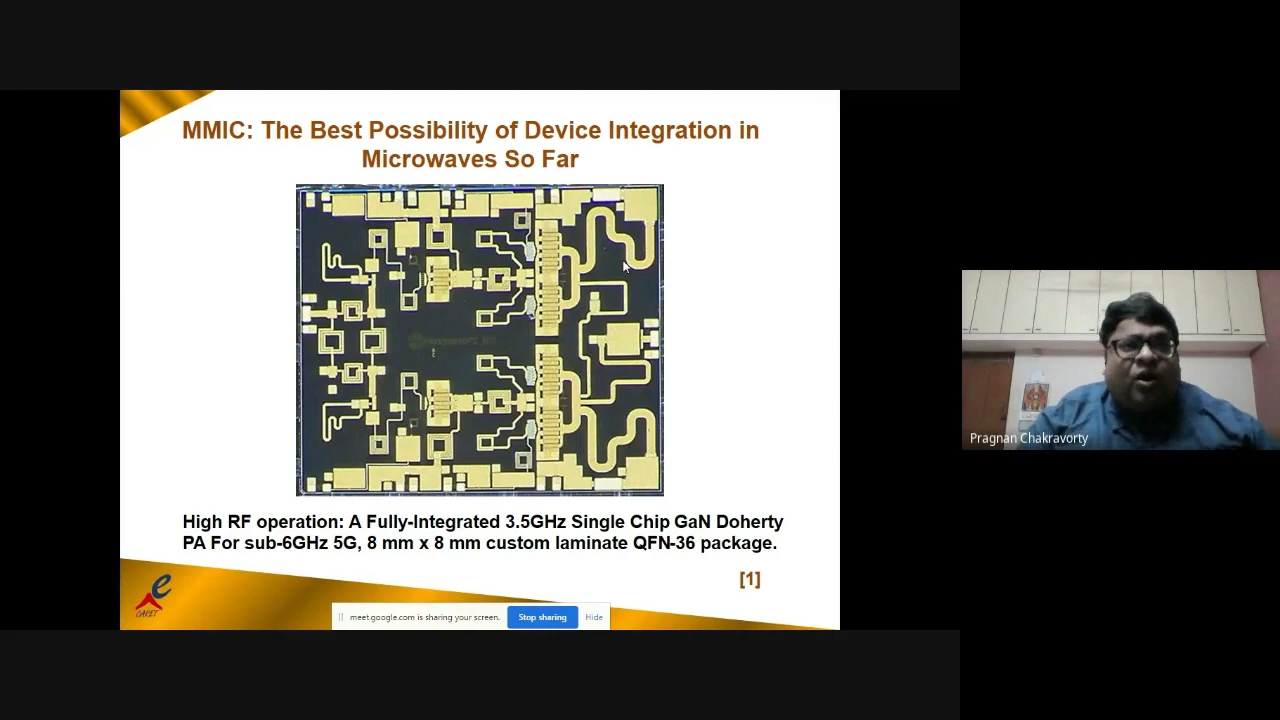 MMIC: The Best Possibility of Device Integration in
Microwaves So Far
High RF operation: A Fully-Integrated 3.5GHz Single Chip GaN Doherty
PA For sub-6GHz 5G, 8 mm x 8 mm custom laminate QFN-36 package.
[1]
e
CARET
meet.google.com is sharing your screen.
Stop sharing
Hide
Pragnan Chakravorty